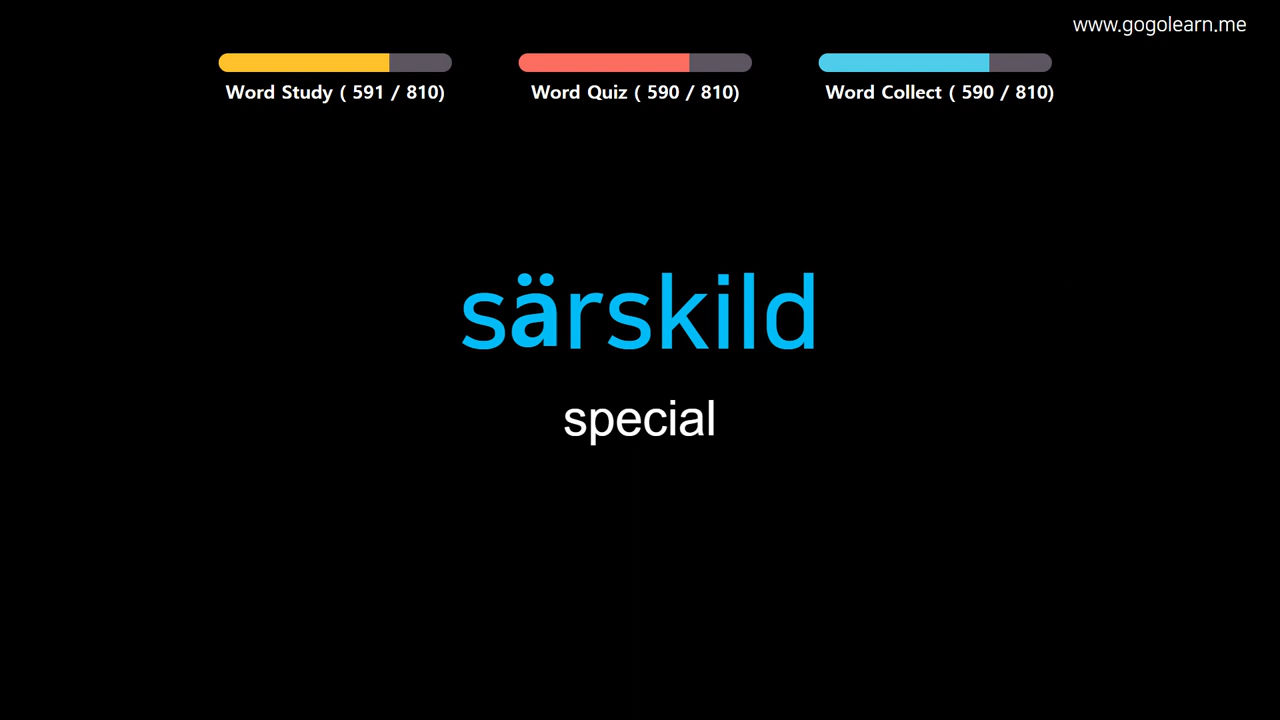 www.gogolearn.me
Word Study ( 591 / 810)
Word Quiz ( 590 / 810)
Word Collect ( 590 / 810)
särskild
special